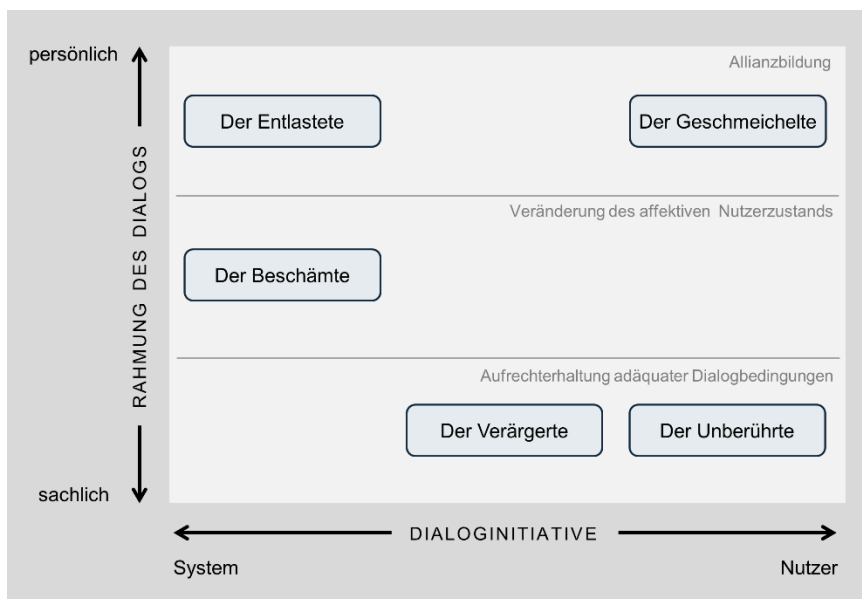 persönlich
Allianzbildung
Der Entlastete
Der Geschmeichelte
Veränderung des affektiven Nutzerzustands
RAHMUNG DES DIALOGS
Der Beschämte
Aufrechterhaltung adäquater Dialogbedingungen
Der Verärgerte
Der Unberührte
sachlich
DIALOGINITIATIVE
System
Nutzer